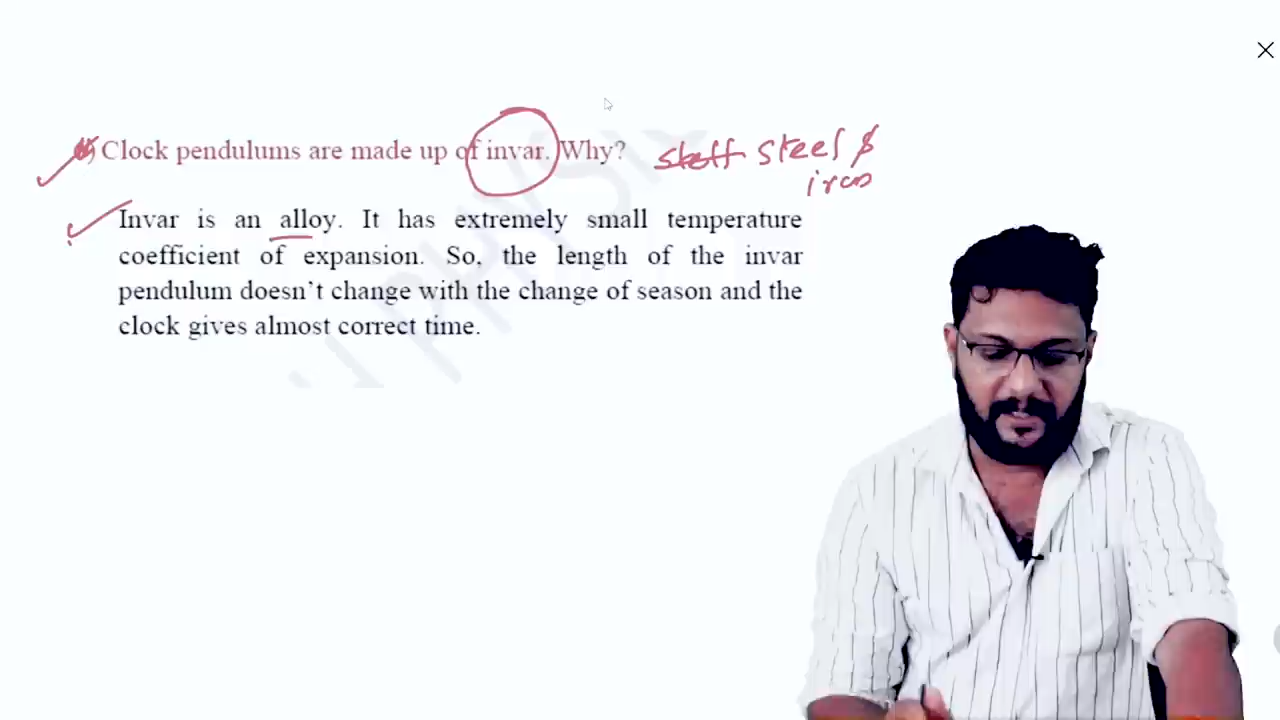 Clock pendulums are made up of invar. Why? steel &
iron
Invar is an alloy. It has extremely small temperature
coefficient of expansion. So, the length of the invar
pendulum doesn't change with the change of season and the
clock gives almost correct time.
PHYSI